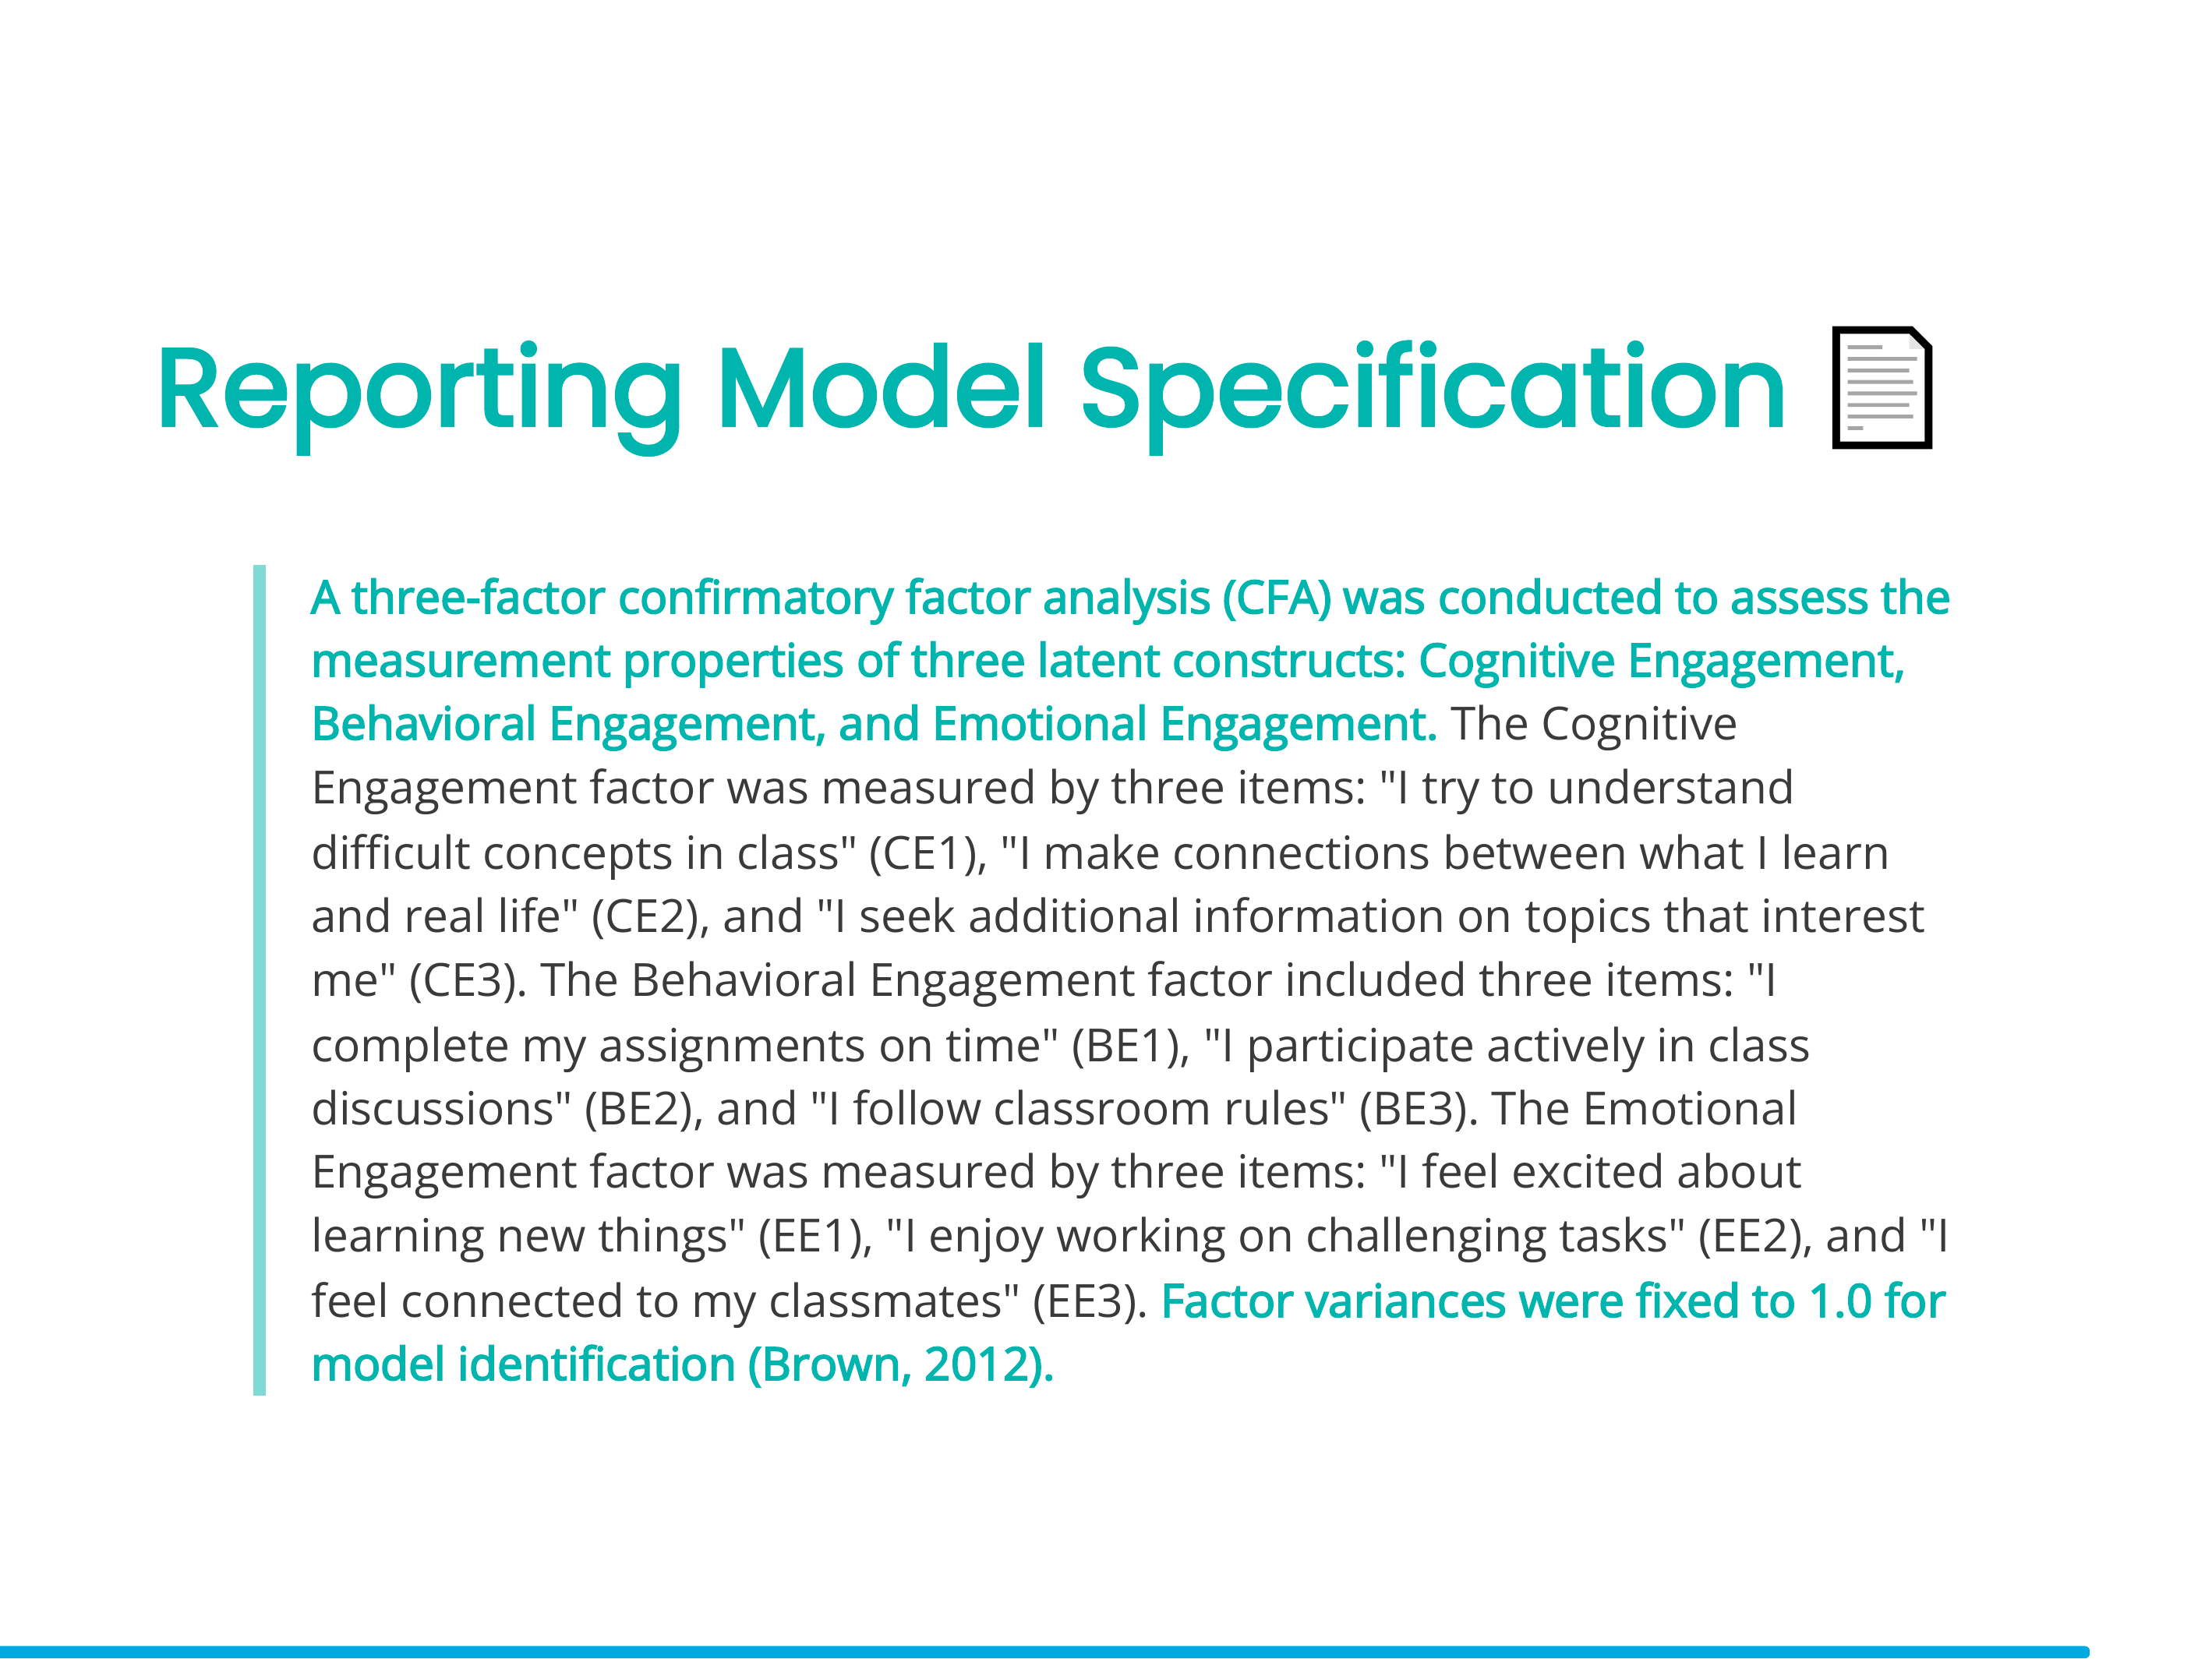 Reporting Model Specification
A three-factor confirmatory factor analysis (CFA) was conducted to assess the
measurement properties of three latent constructs: Cognitive Engagement,
Behavioral Engagement, and Emotional Engagement. The Cognitive
Engagement factor was measured by three items: "I try to understand
difficult concepts in class" (CE1), "I make connections between what I learn
and real life" (CE2), and "I seek additional information on topics that interest
me" (CE3). The Behavioral Engagement factor included three items: "I
complete my assignments on time" (BE1), "I participate actively in class
discussions" (BE2), and "I follow classroom rules" (BE3). The Emotional
Engagement factor was measured by three items: "I feel excited about
learning new things" (EE1), "I enjoy working on challenging tasks" (EE2), and "I
feel connected to my classmates" (EE3). Factor variances were fixed to 1.0 for
model identification (Brown, 2012).